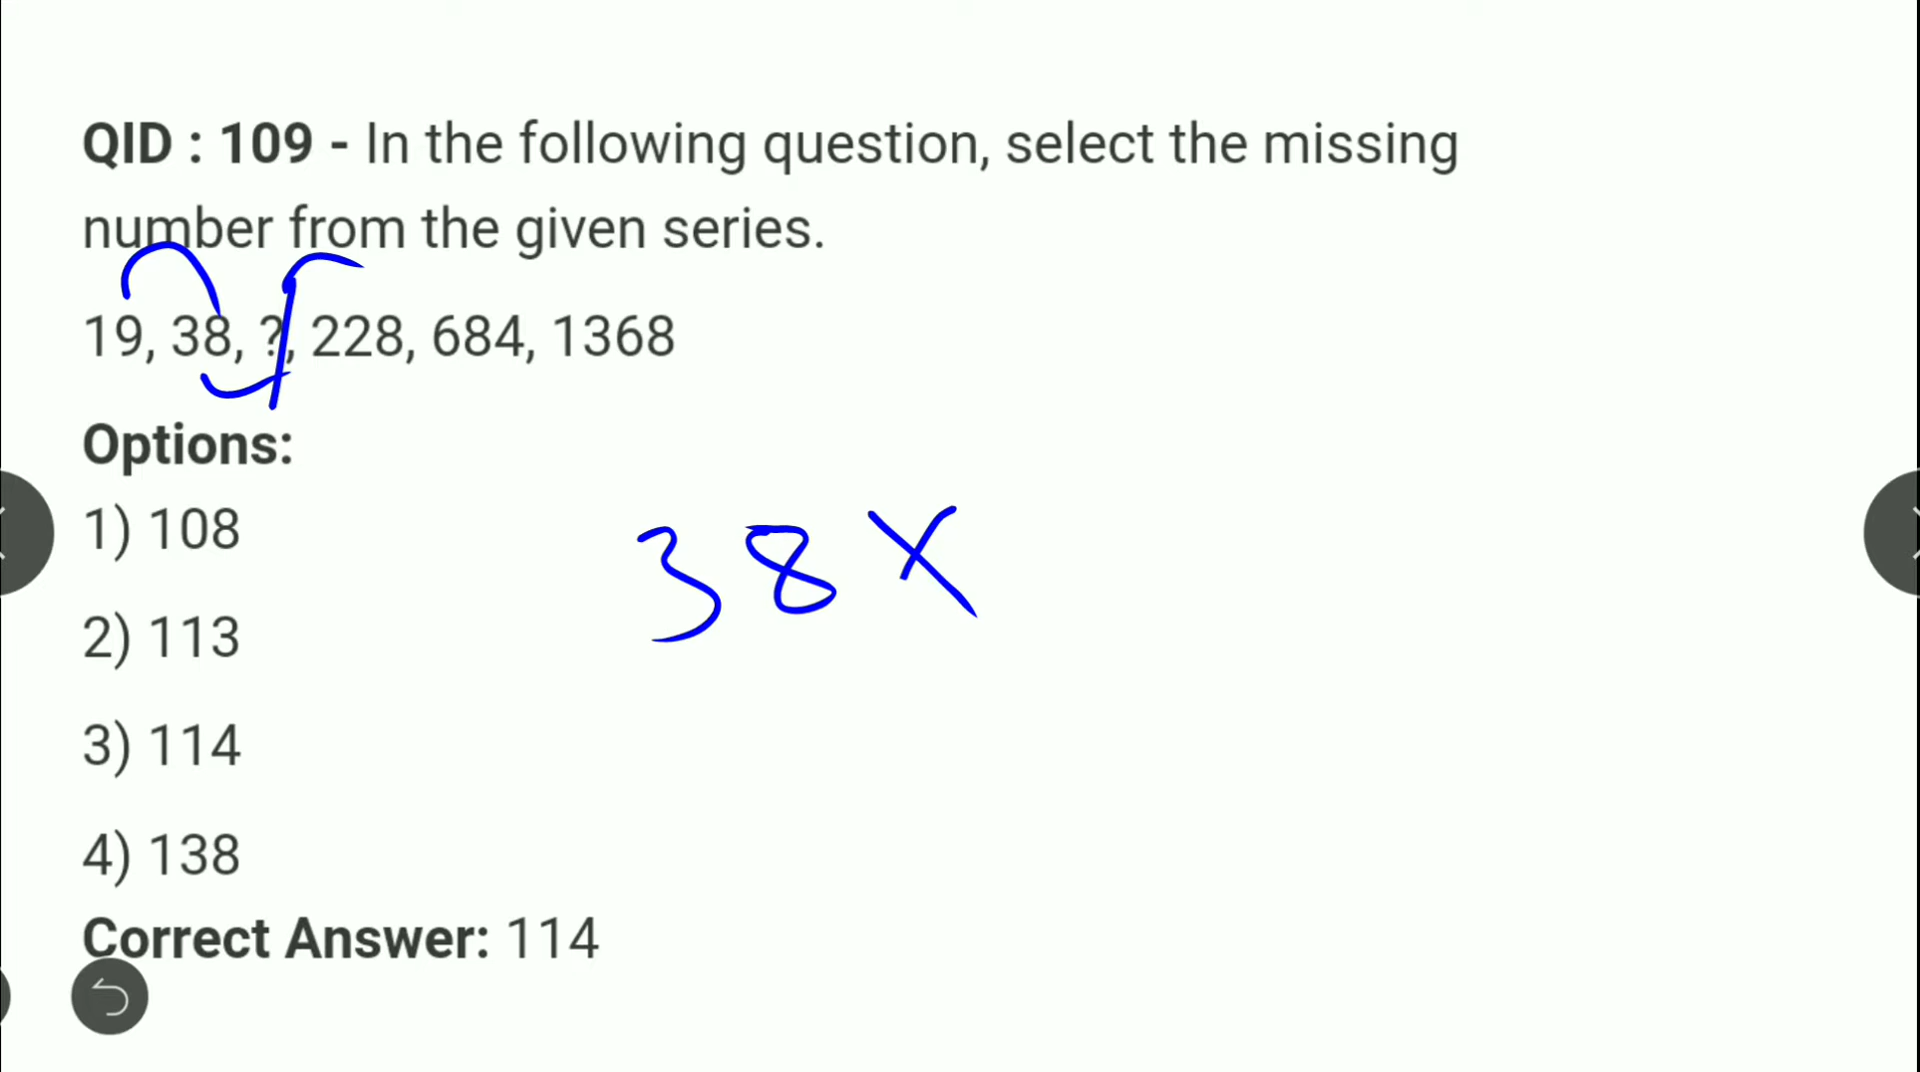 QID : 109 - In the following question, select the missing
number from the given series.
19, 38, ?, 228, 684, 1368
Options:
1) 108
38 X
2) 113
3) 114
4) 138
Correct Answer: 114